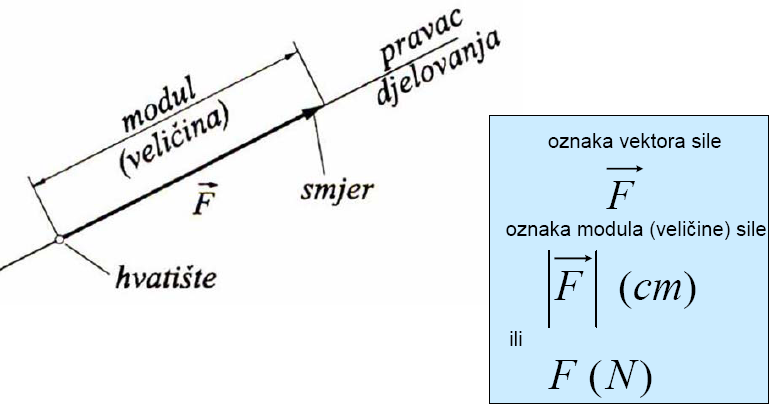 pravac
djelovanja
modul
(veličina)
F
smjer
hvatište
oznaka vektora sile
F
oznaka modula (veličine) sile
|F| (cm)
ili
F (N)